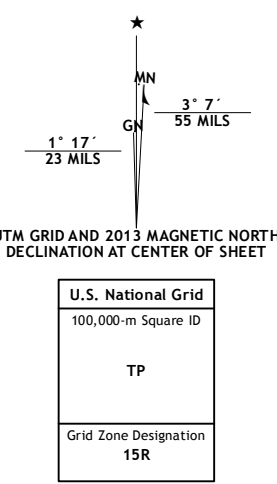 ★
MN
GN
3° 7´
55 MILS
1° 17´
23 MILS
UTM GRID AND 2013 MAGNETIC NORTH
DECLINATION AT CENTER OF SHEET
U.S. National Grid
100,000-m Square ID
TP
Grid Zone Designation
15R